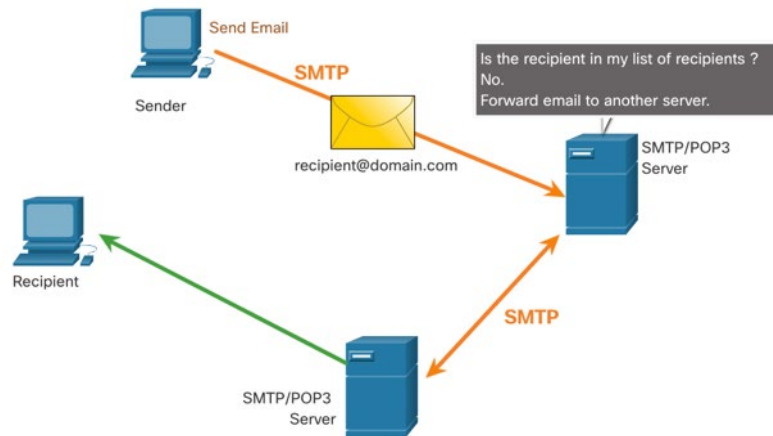 Send Email
SMTP
Sender
recipient@domain.com
Is the recipient in my list of recipients ?
No.
Forward email to another server.
SMTP/POP3
Server
Recipient
SMTP
SMTP/POP3
Server